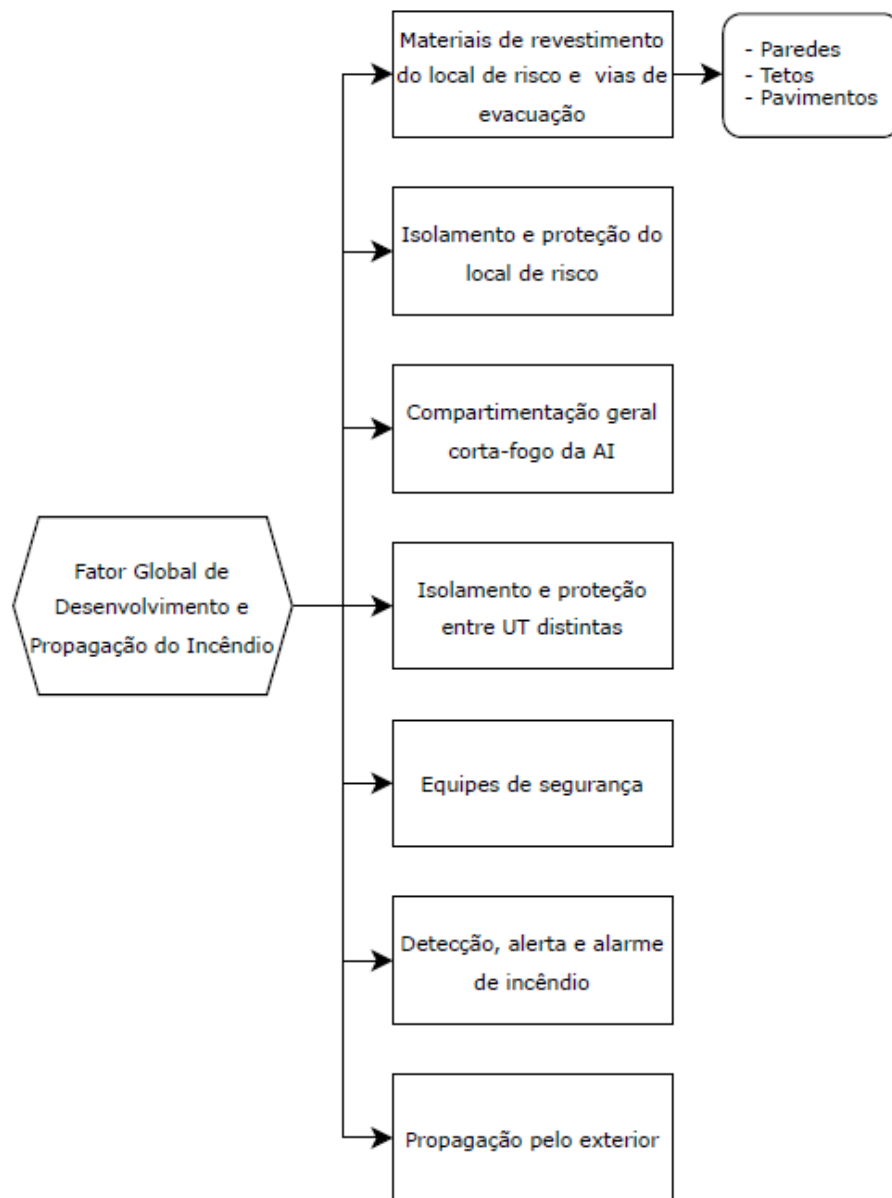 Materiais de revestimento
do local de risco e vias de
evacuação
- Paredes
- Tetos
- Pavimentos
Isolamento e proteção do
local de risco
Compartimentação geral
corta-fogo da AI
Fator Global de
Desenvolvimento e
Propagação do Incêndio
Isolamento e proteção
entre UT distintas
Equipes de segurança
Detecção, alerta e alarme
de incêndio
Propagação pelo exterior